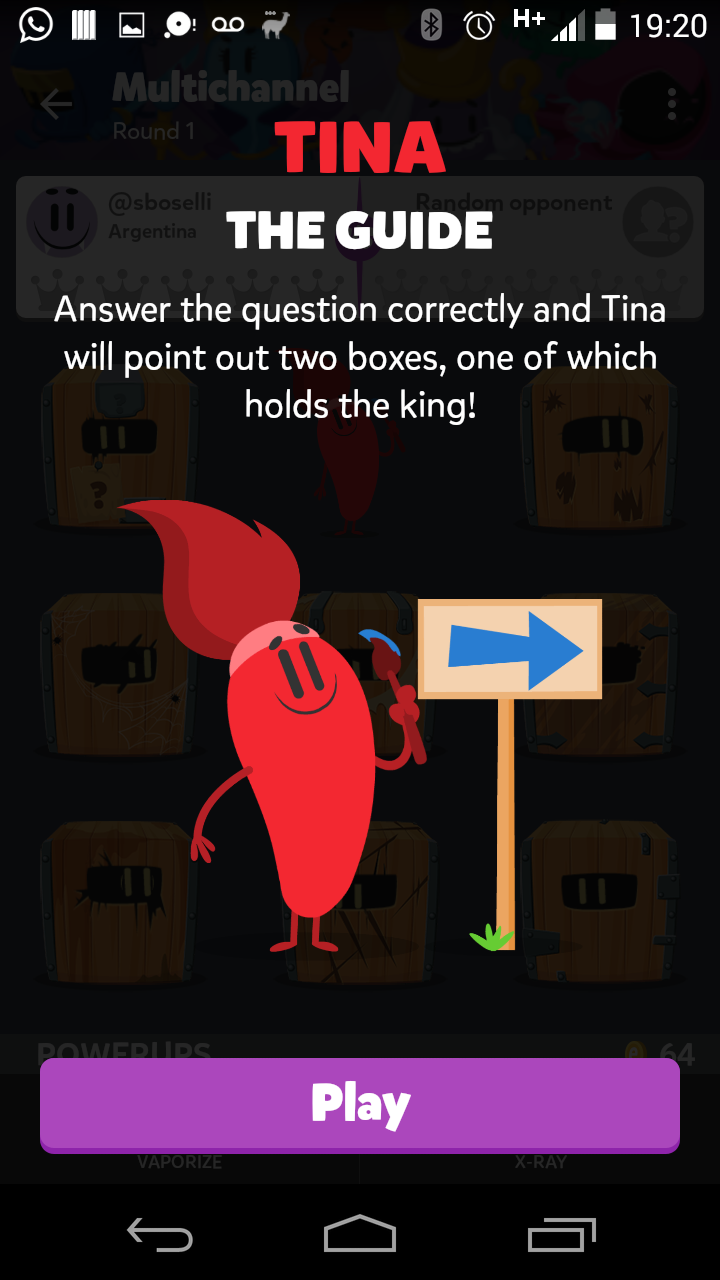 H+ 19:20
Multichannel
Round 1
TINA
@sboselli
Random opponent
Argentina
THE GUIDE
Answer the question correctly and Tina
will point out two boxes, one of which
holds the king!
POWERUPS
64
Play
VAPORIZE
X-RAY